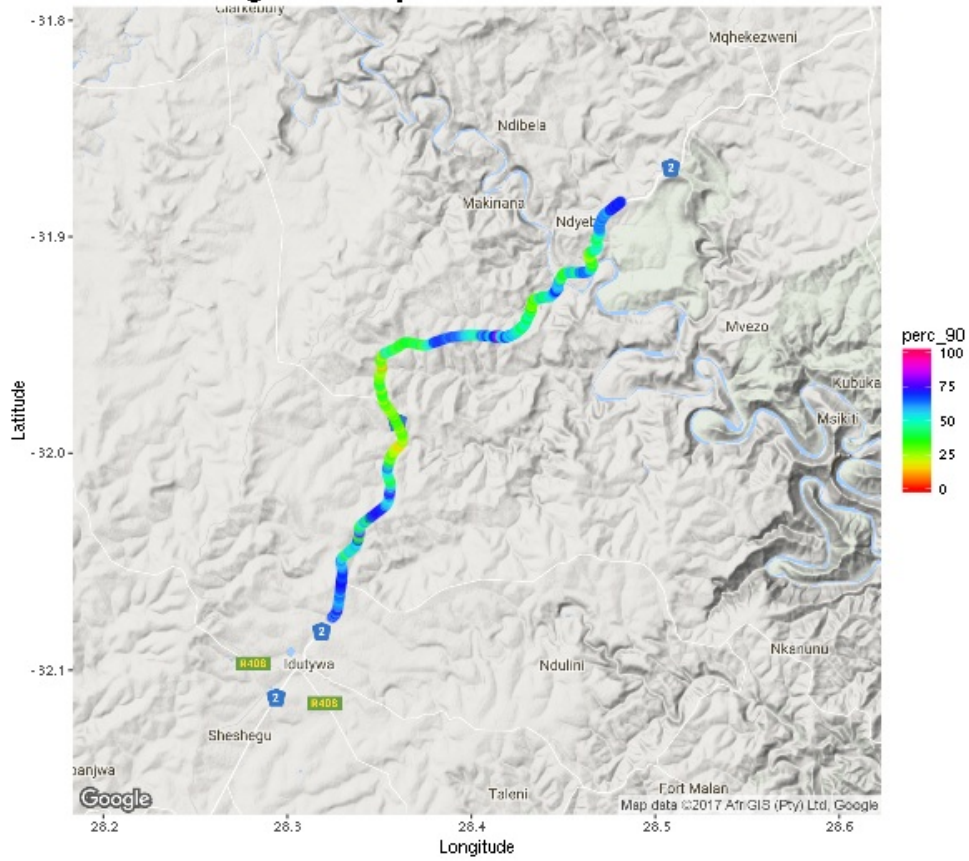 -31.8
Clarkebury
Mqhekezweni
Ndibela
2
Makinana
-31.9
Ndyeb
Mvezo
perc_90
100
Kubuka
75
Msikiti
50
Latitude
-32.0
25
0
2
Idutywa
R406
-32.1
Ndulini
Nkanunu
2
R406
Sheshegu
banjwa
Fort Malan
Taleni
Google
Map data ©2017 AfriGIS (Pty) Ltd, Google
28.2
28.3
28.4
28.5
28.6
Longitude